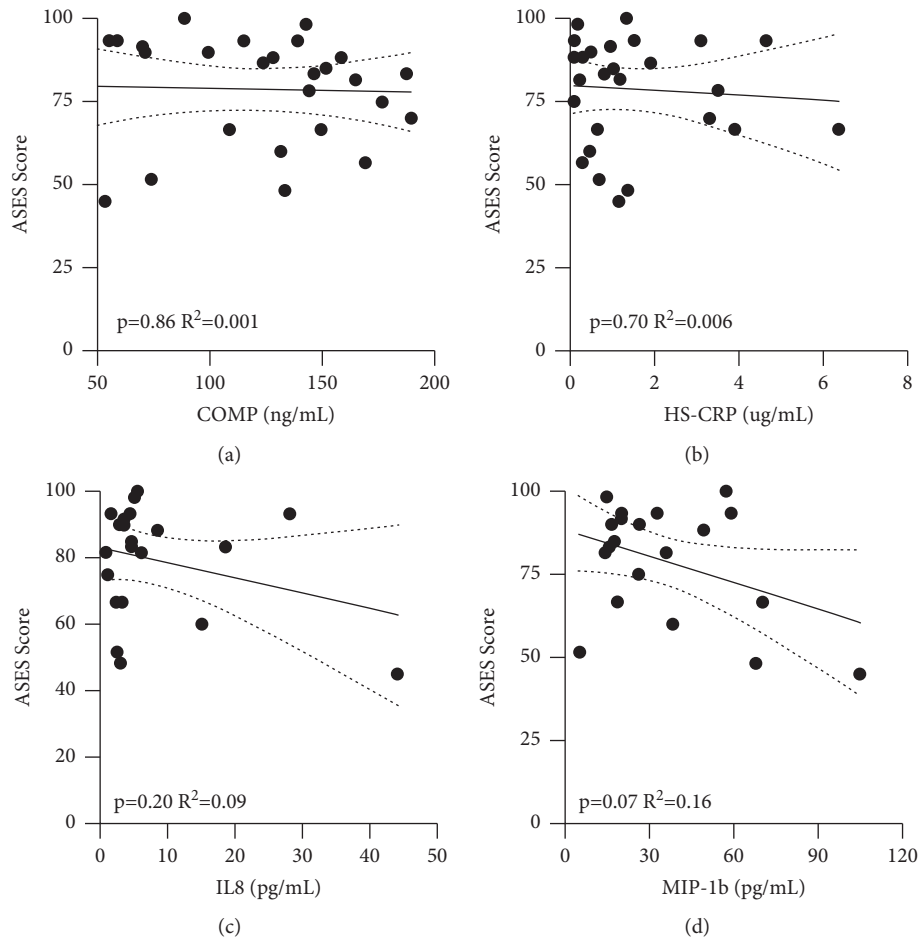 100
75
50
25
0
ASES Score
p=0.86 R²=0.001
50 100 150 200
COMP (ng/mL)
(a)
100
75
50
25
0
ASES Score
p=0.70 R²=0.006
0 2 4 6 8
HS-CRP (ug/mL)
(b)
100
80
60
40
20
0
ASES Score
p=0.20 R²=0.09
0 10 20 30 40 50
IL8 (pg/mL)
(c)
100
75
50
25
0
ASES Score
p=0.07 R²=0.16
0 30 60 90 120
MIP-1b (pg/mL)
(d)